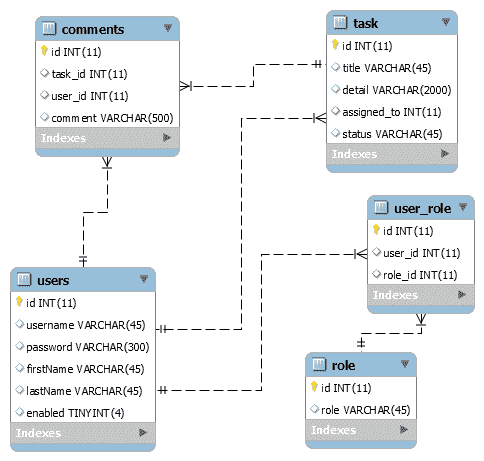 comments
id INT(11)
task_id INT(11)
user_id INT(11)
comment VARCHAR(500)
Indexes
task
id INT(11)
title VARCHAR(45)
detail VARCHAR(2000)
assigned_to INT(11)
status VARCHAR(45)
Indexes
user_role
id INT(11)
user_id INT(11)
role_id INT(11)
Indexes
users
id INT(11)
username VARCHAR(45)
password VARCHAR(300)
firstName VARCHAR(45)
lastName VARCHAR(45)
enabled TINYINT(4)
Indexes
role
id INT(11)
role VARCHAR(45)
Indexes